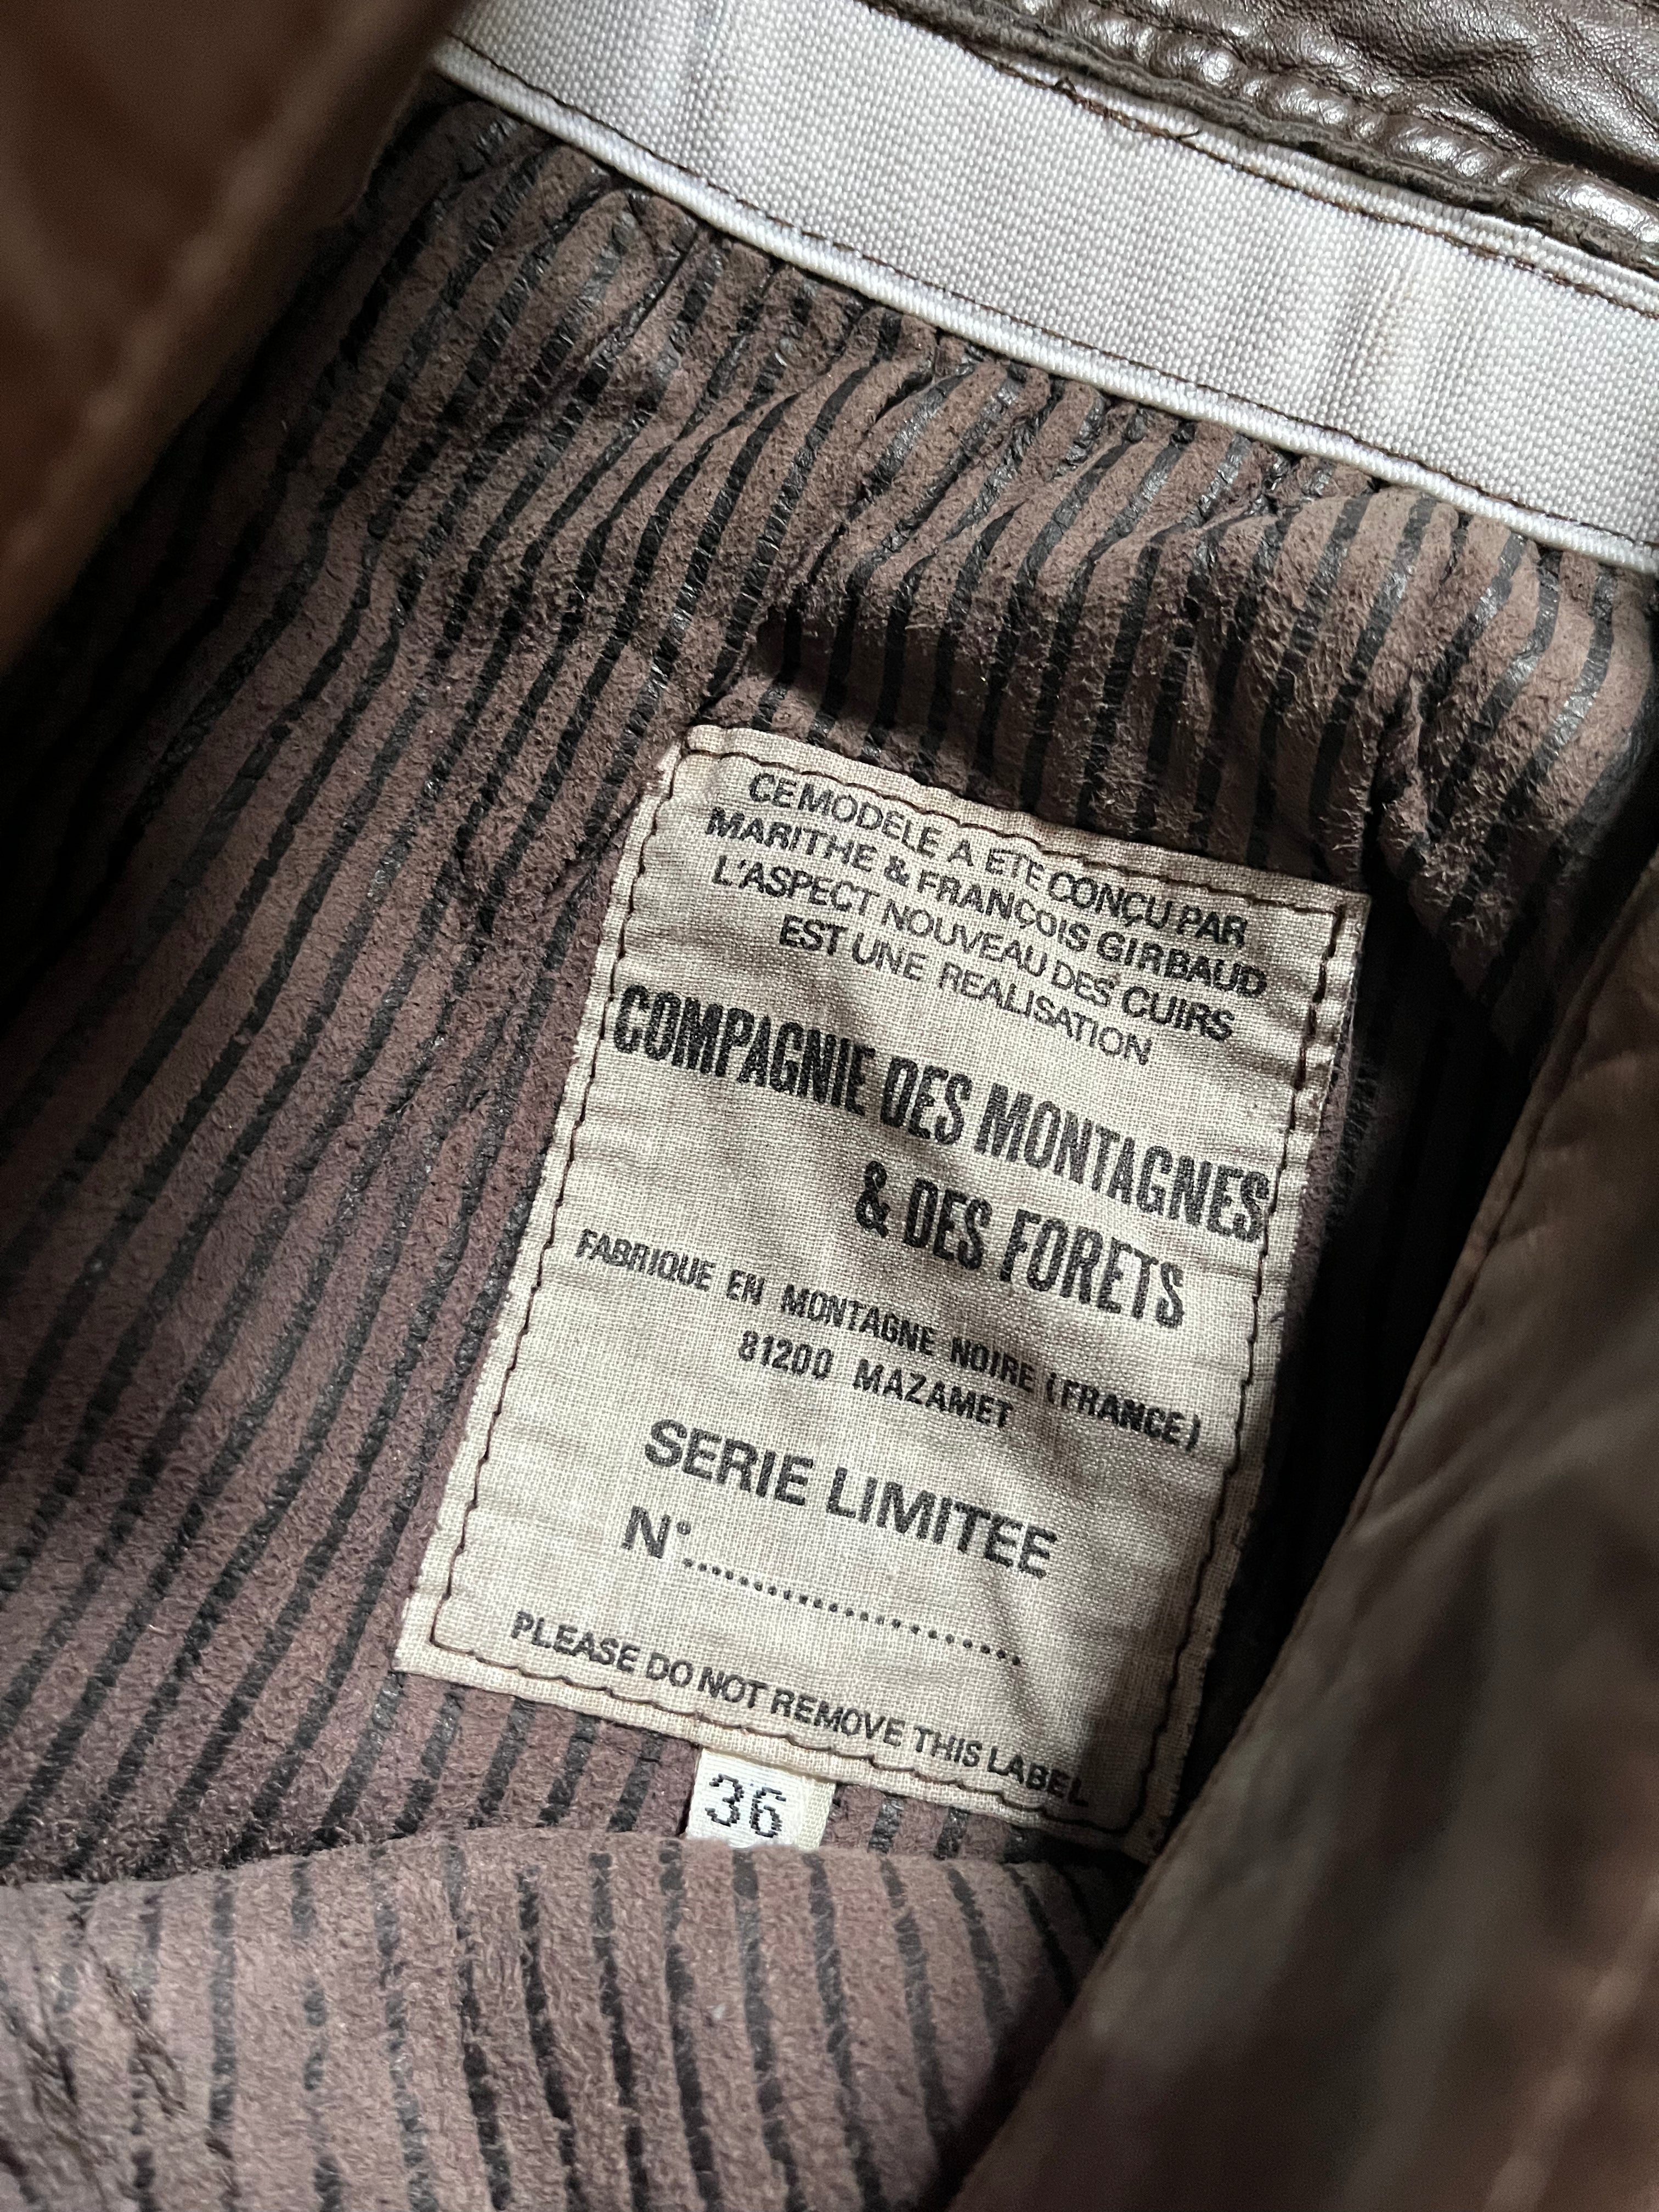 CE MODELE A ETE CONÇU PAR
MARITHE & FRANÇOIS GIRBAUD
L'ASPECT NOUVEAU DES CUIRS
EST UNE REALISATION
COMPAGNIE DES MONTAGNES
& DES FORETS
FABRIQUE EN MONTAGNE NOIRE (FRANCE)
81200 MAZAMET
SERIE LIMITEE
N°....................
PLEASE DO NOT REMOVE THIS LABEL
36